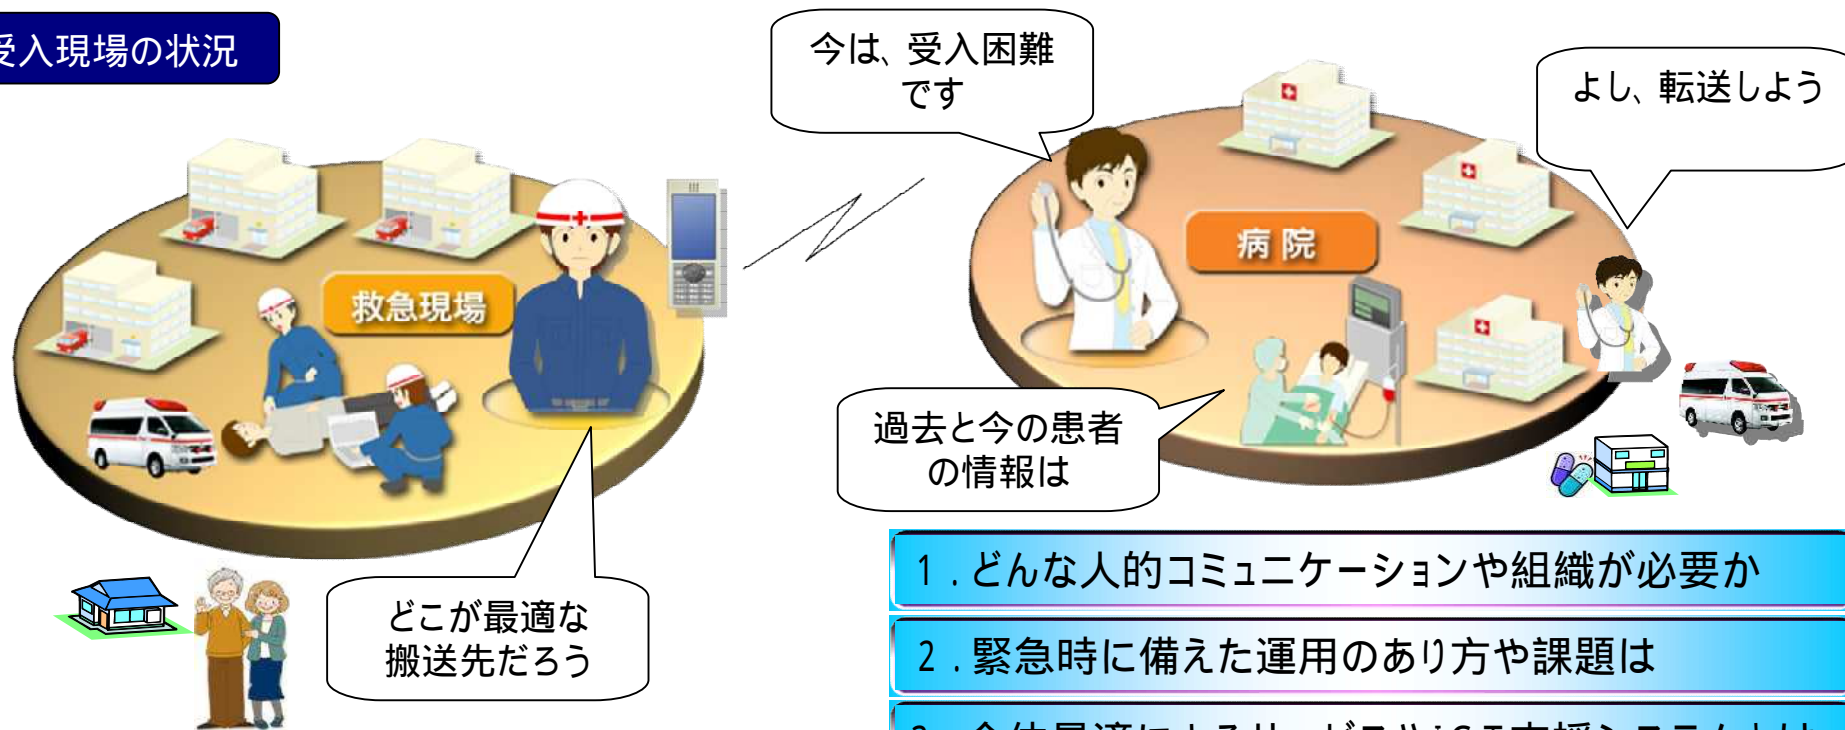 受入現場の状況
今は、受入困難
です
よし、転送しよう
病院
救急現場
過去と今の患者
の情報は
どこが最適な
搬送先だろう
1．どんな人的コミュニケーションや組織が必要か
2．緊急時に備えた運用のあり方や課題は